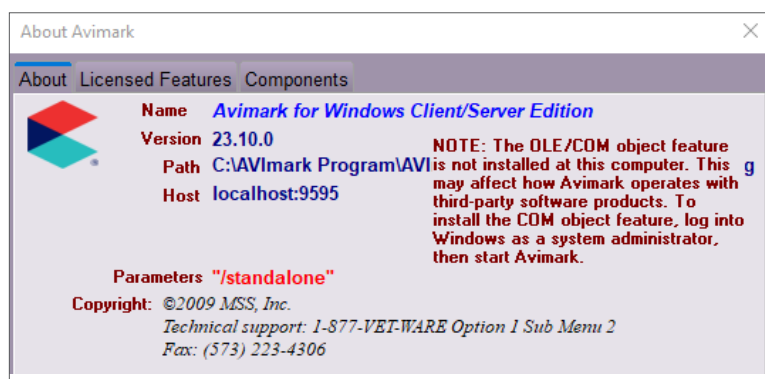 About Avimark
About Licensed Features Components
Name Avimark for Windows Client/Server Edition
Version 23.10.0
Path C:\AVImark Program\AVI g
Host localhost:9595
NOTE: The OLE/COM object feature
is not installed at this computer. This
may affect how Avimark operates with
third-party software products. To
install the COM object feature, log into
Windows as a system administrator,
then start Avimark.
Parameters "/standalone"
Copyright: ©2009 MSS, Inc.
Technical support: 1-877-VET-WARE Option 1 Sub Menu 2
Fax: (573) 223-4306